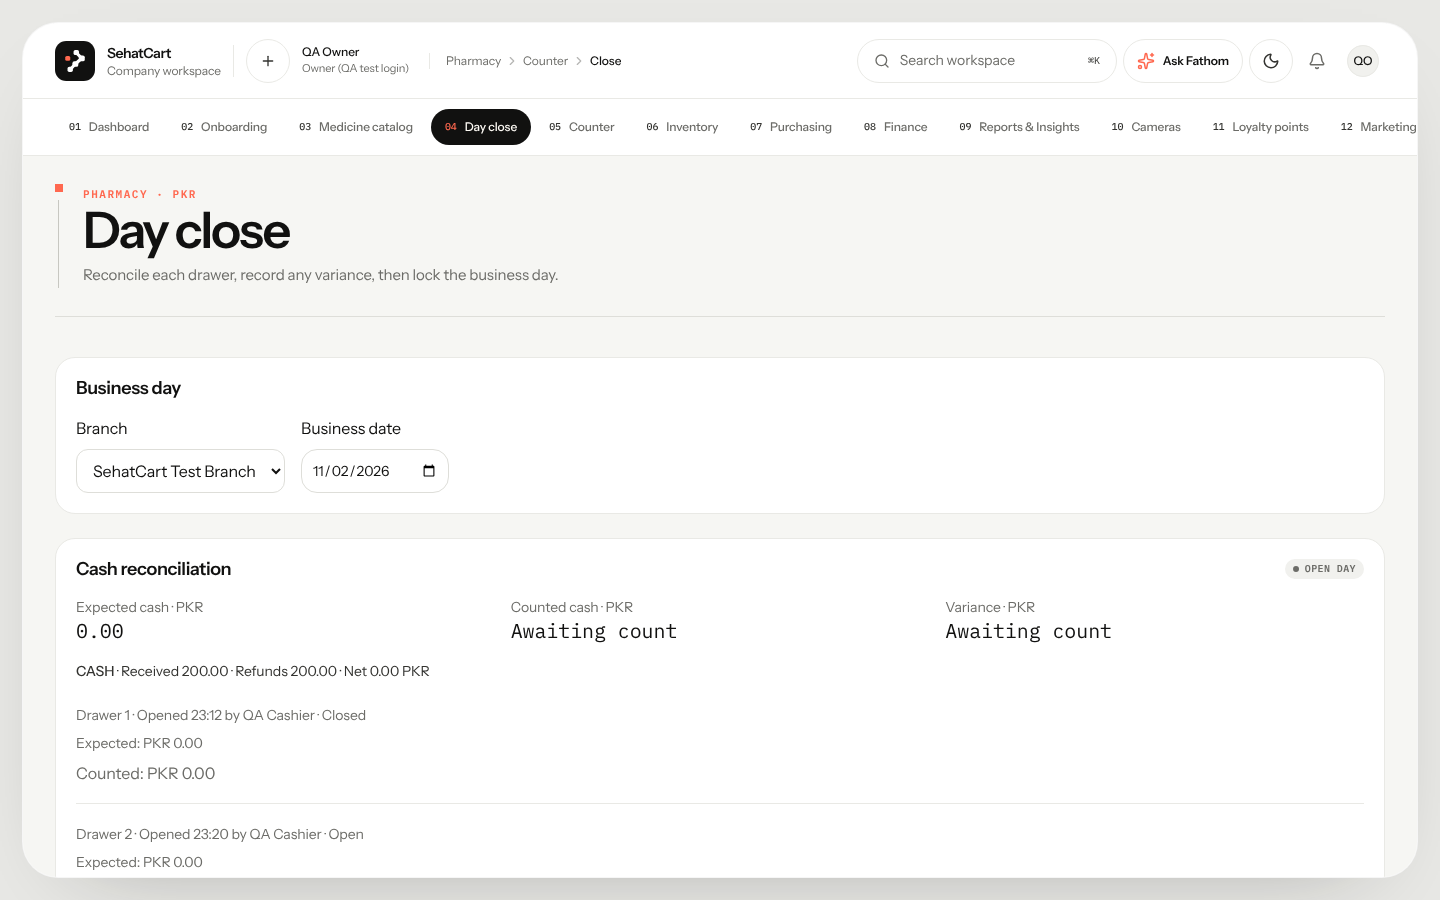 SehatCart
Company workspace
+
QA Owner
Owner (QA test login)
Pharmacy > Counter > Close
Search workspace ⌘K
Ask Fathom
QO
01 Dashboard
02 Onboarding
03 Medicine catalog
04 Day close
05 Counter
06 Inventory
07 Purchasing
08 Finance
09 Reports & Insights
10 Cameras
11 Loyalty points
12 Marketing
PHARMACY · PKR
Day close
Reconcile each drawer, record any variance, then lock the business day.
Business day
Branch
Business date
SehatCart Test Branch
11/02/2026
Cash reconciliation
OPEN DAY
Expected cash · PKR
0.00
Counted cash · PKR
Awaiting count
Variance · PKR
Awaiting count
CASH · Received 200.00 · Refunds 200.00 · Net 0.00 PKR
Drawer 1 · Opened 23:12 by QA Cashier · Closed
Expected: PKR 0.00
Counted: PKR 0.00
Drawer 2 · Opened 23:20 by QA Cashier · Open
Expected: PKR 0.00